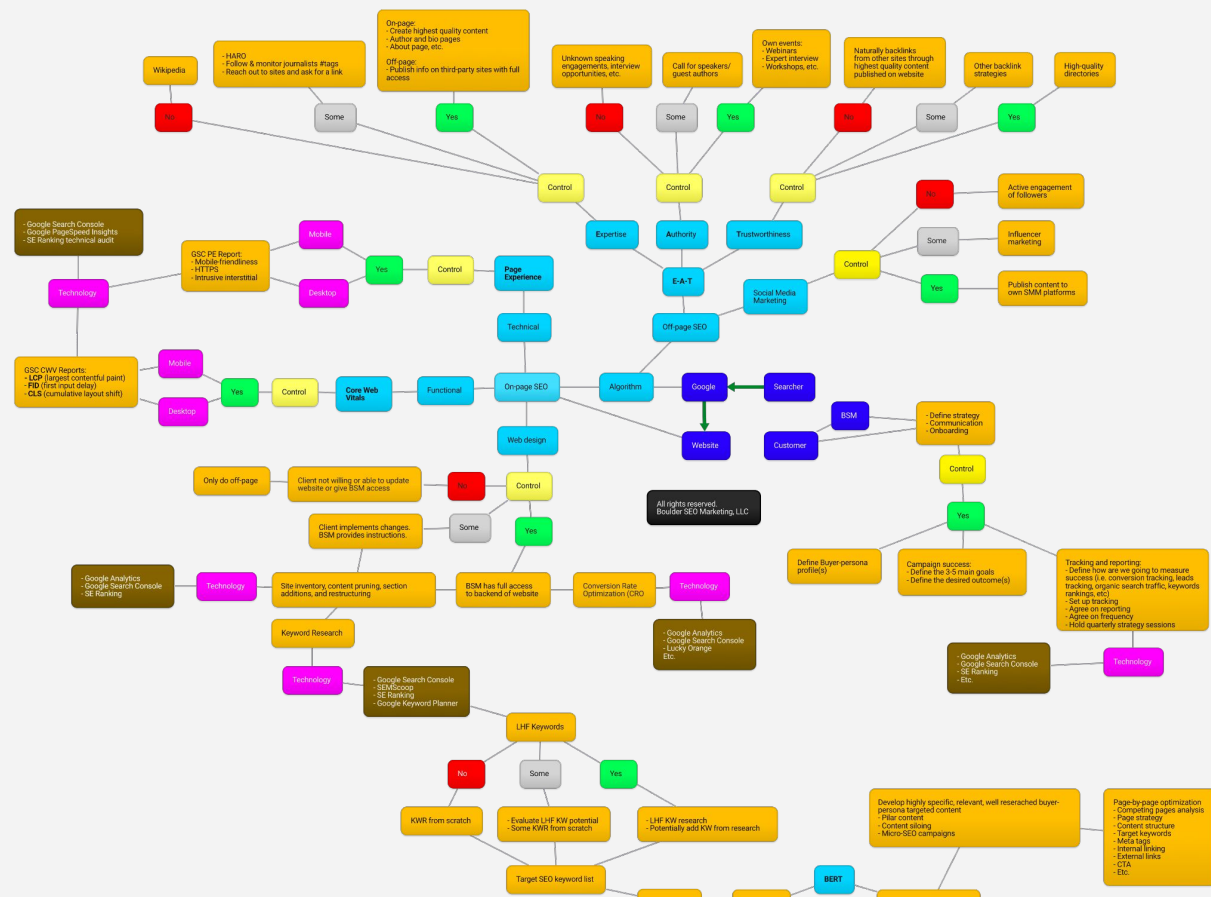 On-page:
- Create highest quality content
- Author and bio pages
- About page, etc.
Off-page:
- Publish info on third-party sites with full
access
- HARO
- Follow & monitor journalists #tags
- Reach out to sites and ask for a link
Wikipedia
Unknown speaking
engagements, interview
opportunities, etc.
Call for speakers/
guest authors
Own events:
- Webinars
- Expert interview
- Workshops, etc.
Naturally backlinks
from other sites through
highest quality content
published on website
Other backlink
strategies
High-quality
directories
No
Some
Yes
No
Some
Yes
No
Some
Yes
Control
Control
Control
No
Active engagement
of followers
Expertise
Authority
Trustworthiness
Some
Influencer
marketing
Control
Yes
Publish content to
own SMM platforms
- Google Search Console
- Google PageSpeed Insights
- SE Ranking technical audit
Mobile
GSC PE Report:
- Mobile-friendliness
- HTTPS
- Intrusive interstitial
Yes
Control
Page
Experience
E-A-T
Social Media
Marketing
Technology
Desktop
Technical
Off-page SEO
GSC CWV Reports:
- LCP (largest contentful paint)
- FID (first input delay)
- CLS (cumulative layout shift)
Mobile
Yes
Control
Core Web
Vitals
Functional
On-page SEO
Algorithm
Google
Searcher
Desktop
Web design
Website
BSM
Customer
- Define strategy
- Communication
- Onboarding
Only do off-page
Client not willing or able to update
website or give BSM access
No
Control
Control
All rights reserved.
Boulder SEO Marketing, LLC
Client implements changes.
BSM provides instructions.
Some
Yes
Yes
Define Buyer-persona
profile(s)
Campaign success:
- Define the 3-5 main goals
- Define the desired outcome(s)
Tracking and reporting:
- Define how are we going to measure
success (i.e. conversion tracking, leads
tracking, organic search traffic, keywords
rankings, etc)
- Set up tracking
- Agree on reporting
- Agree on frequency
- Hold quarterly strategy sessions
- Google Analytics
- Google Search Console
- SE Ranking
Technology
Site inventory, content pruning, section
additions, and restructuring
BSM has full access
to backend of website
Conversion Rate
Optimization (CRO
Technology
Keyword Research
- Google Analytics
- Google Search Console
- Lucky Orange
Etc.
- Google Analytics
- Google Search Console
- SE Ranking
- Etc.
Technology
Technology
- Google Search Console
- SEMScoop
- SE Ranking
- Google Keyword Planner
LHF Keywords
No
Some
Yes
KWR from scratch
- Evaluate LHF KW potential
- Some KWR from scratch
- LHF KW research
- Potentially add KW from research
Develop highly specific, relevant, well reserached buyer-
persona targeted content
- Pilar content
- Content siloing
- Micro-SEO campaigns
Page-by-page optimization
- Competing pages analysis
- Page strategy
- Content structure
- Target keywords
- Meta tags
- Internal linking
- External links
- CTA
- Etc.
Target SEO keyword list
BERT